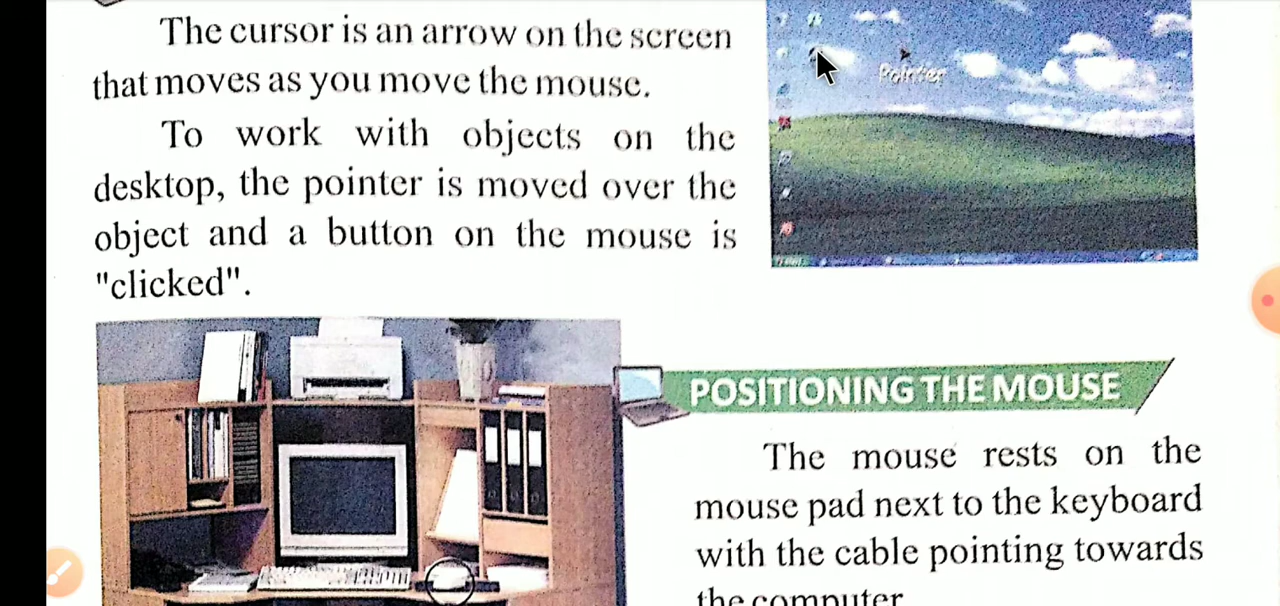 The cursor is an arrow on the screen
that moves as you move the mouse.
To work with objects on the
desktop, the pointer is moved over the
object and a button on the mouse is
"clicked".
Pointer
POSITIONING THE MOUSE
The mouse rests on the
mouse pad next to the keyboard
with the cable pointing towards
the computer